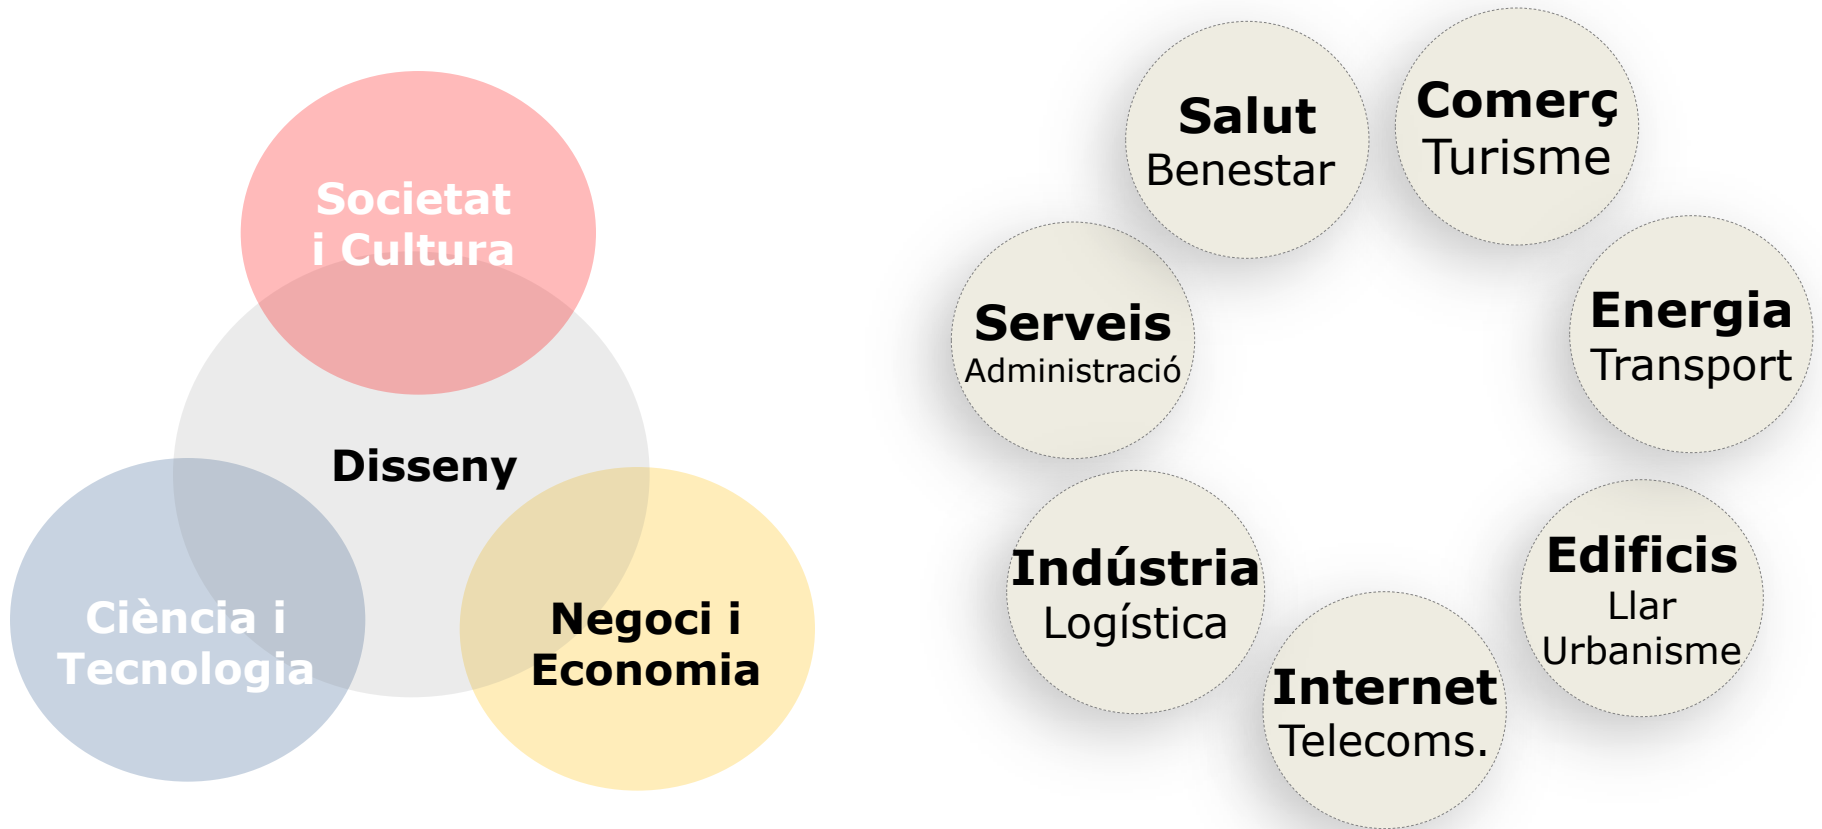 Societat
i Cultura
Disseny
Ciència i
Tecnologia
Negoci i
Economia
Salut
Benestar
Comerç
Turisme
Serveis
Administració
Energia
Transport
Indústria
Logística
Edificis
Llar
Urbanisme
Internet
Telecoms.